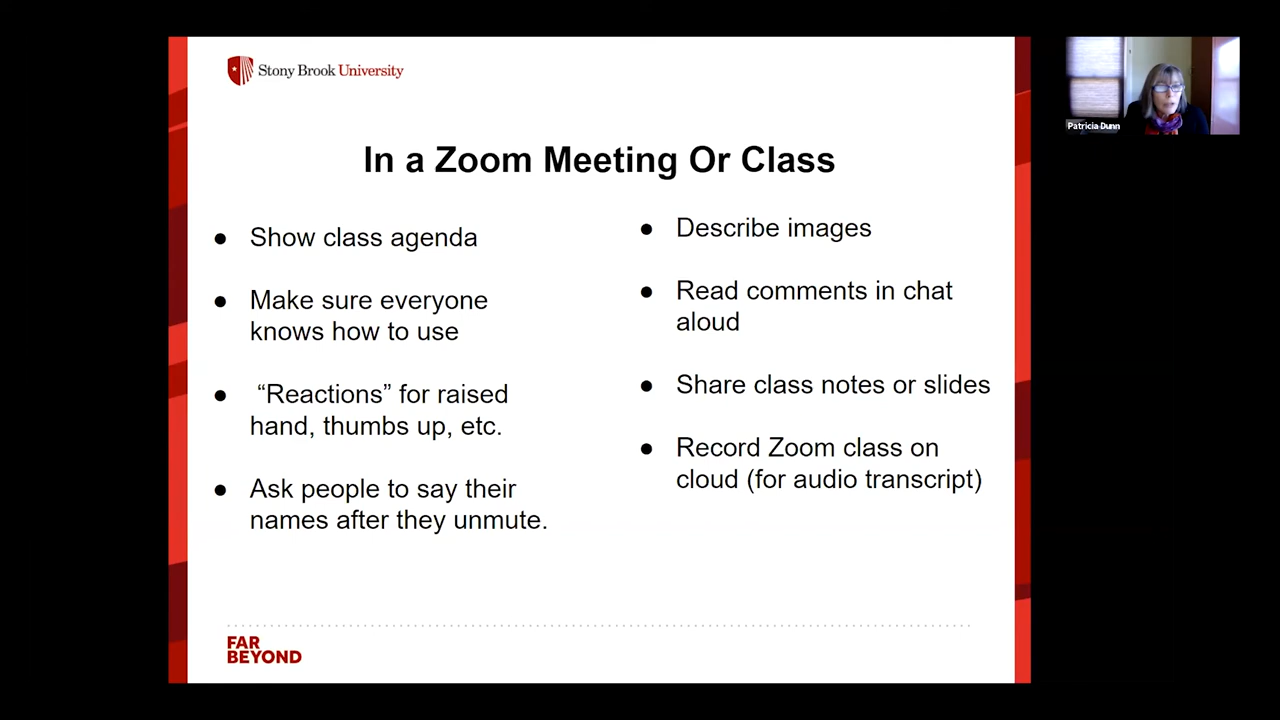 Stony Brook University
In a Zoom Meeting Or Class
● Show class agenda
● Make sure everyone
knows how to use
● “Reactions” for raised
hand, thumbs up, etc.
● Ask people to say their
names after they unmute.
● Describe images
● Read comments in chat
aloud
● Share class notes or slides
● Record Zoom class on
cloud (for audio transcript)
FAR
BEYOND
Patricia Dunn